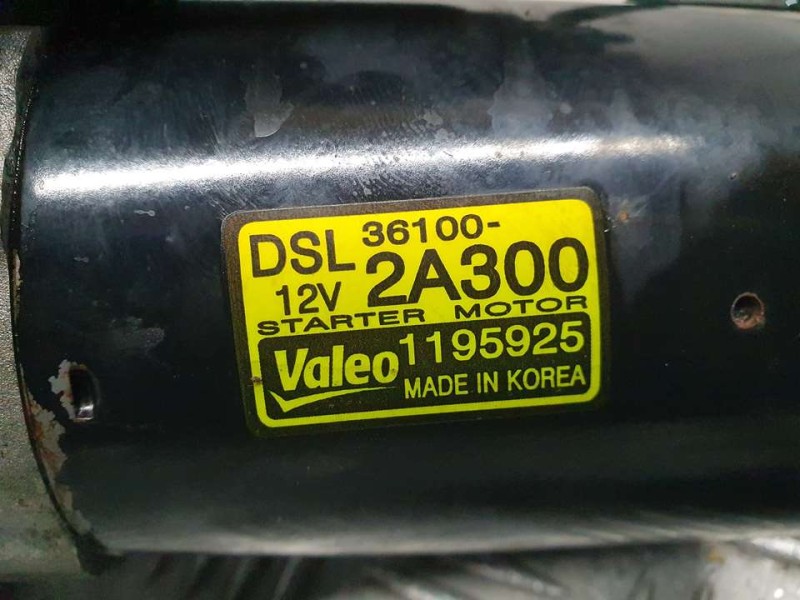 DSL 36100-
12V 2A300
STARTER MOTOR
Valeo 1195925
MADE IN KOREA